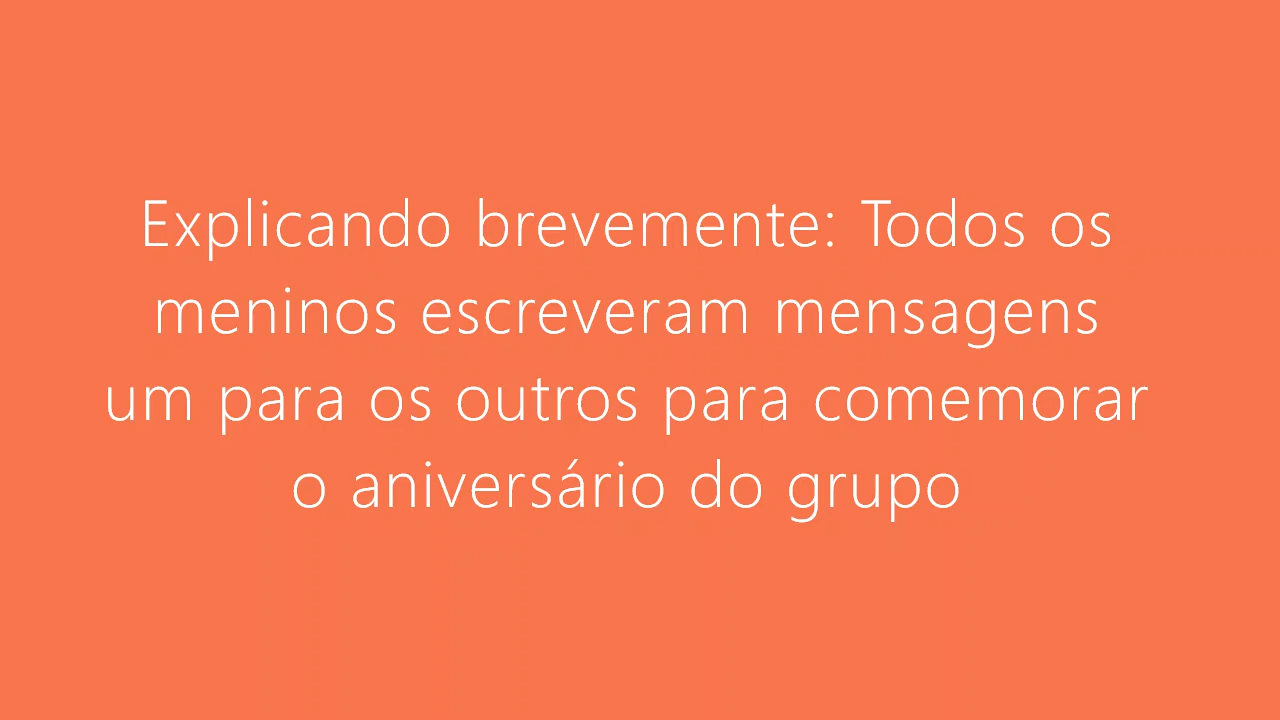 Explicando brevemente: Todos os
meninos escreveram mensagens
um para os outros para comemorar
o aniversário do grupo